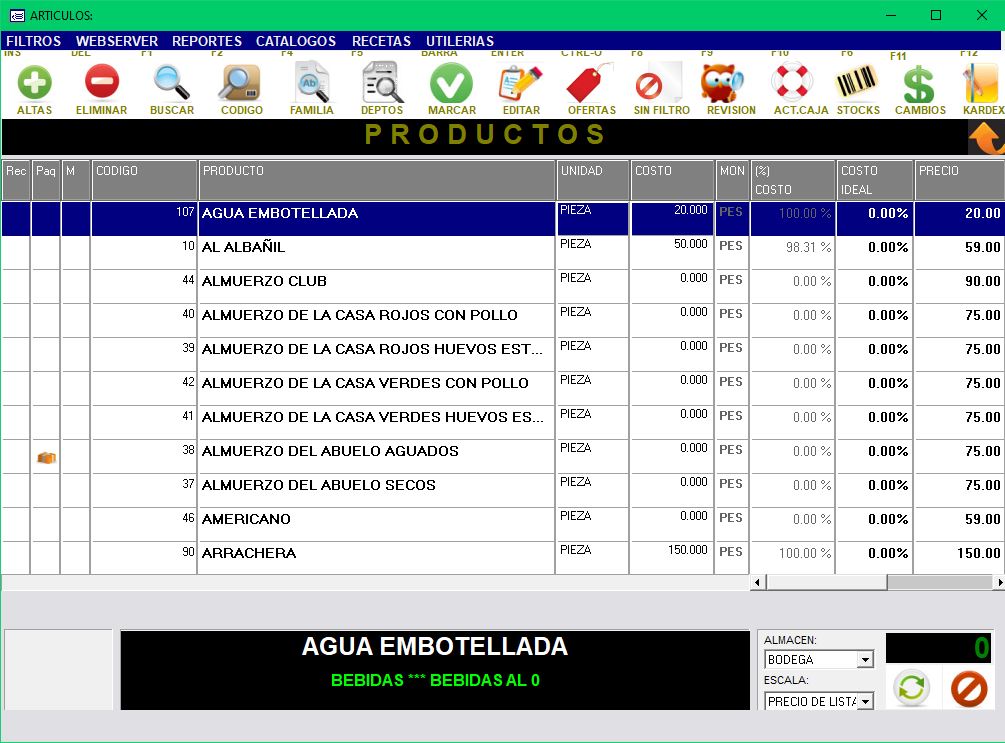 ARTICULOS:
FILTROS WEBSERVER REPORTES CATALOGOS RECETAS UTILERIAS
INS DEL F1 F2 F4 F5 BARRA ENTER CTRL-O F8 F9 F10 F6 F11 F12
ALTAS ELIMINAR BUSCAR CODIGO FAMILIA DEPTOS MARCAR EDITAR OFERTAS SIN FILTRO REVISION ACT.CAJA STOCKS CAMBIOS KARDEX
PRODUCTOS
Rec Paq M CODIGO PRODUCTO UNIDAD COSTO MON (%) COSTO COSTO IDEAL PRECIO
107 AGUA EMBOTELLADA PIEZA 20.000 PES 100.00 % 0.00% 20.00
10 AL ALBAÑIL PIEZA 50.000 PES 98.31 % 0.00% 59.00
44 ALMUERZO CLUB PIEZA 0.000 PES 0.00 % 0.00% 90.00
40 ALMUERZO DE LA CASA ROJOS CON POLLO PIEZA 0.000 PES 0.00 % 0.00% 75.00
39 ALMUERZO DE LA CASA ROJOS HUEVOS EST... PIEZA 0.000 PES 0.00 % 0.00% 75.00
42 ALMUERZO DE LA CASA VERDES CON POLLO PIEZA 0.000 PES 0.00 % 0.00% 75.00
41 ALMUERZO DE LA CASA VERDES HUEVOS ES... PIEZA 0.000 PES 0.00 % 0.00% 75.00
38 ALMUERZO DEL ABUELO AGUADOS PIEZA 0.000 PES 0.00 % 0.00% 75.00
37 ALMUERZO DEL ABUELO SECOS PIEZA 0.000 PES 0.00 % 0.00% 75.00
46 AMERICANO PIEZA 0.000 PES 0.00 % 0.00% 59.00
90 ARRACHERA PIEZA 150.000 PES 100.00 % 0.00% 150.00
AGUA EMBOTELLADA
BEBIDAS *** BEBIDAS AL 0
ALMACEN:
BODEGA
0
ESCALA:
PRECIO DE LISTA